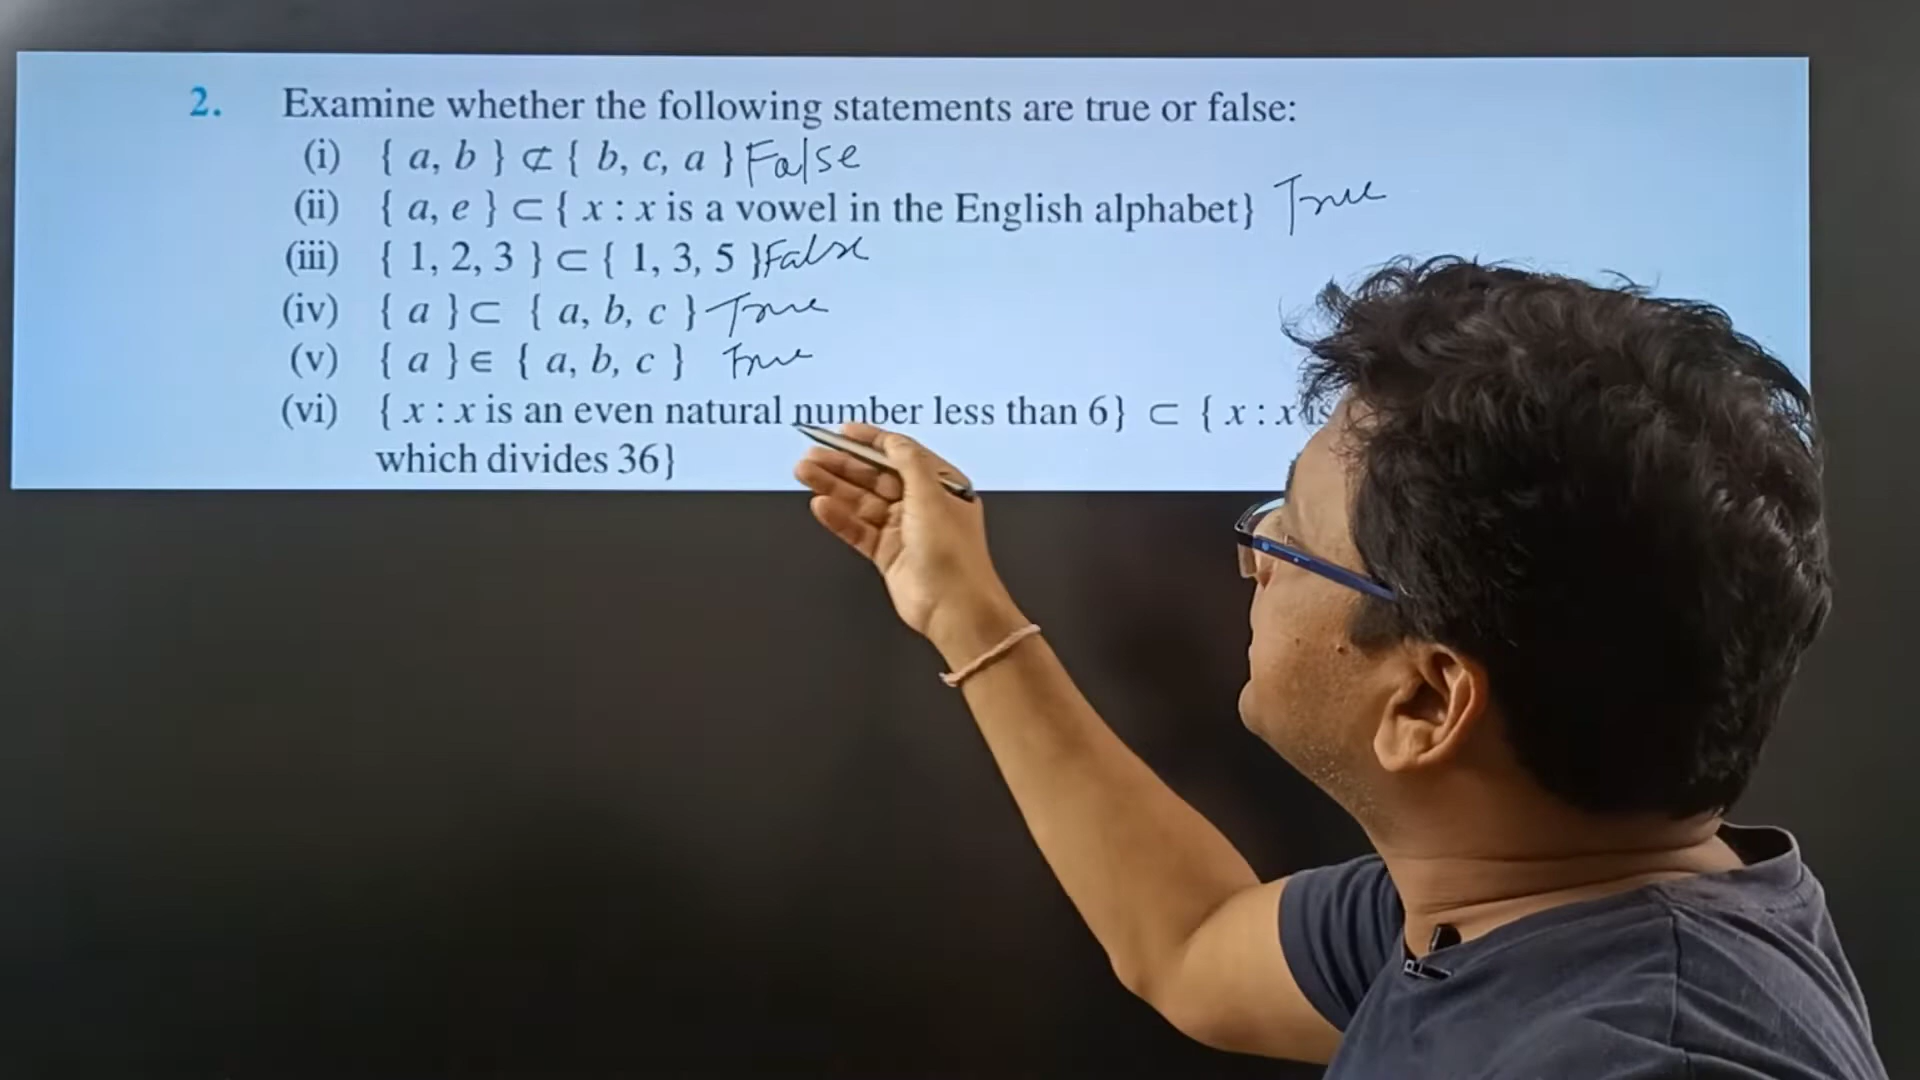 2. Examine whether the following statements are true or false:
(i) { a, b } ⊄ { b, c, a } False
(ii) { a, e } ⊂ { x : x is a vowel in the English alphabet} True
(iii) { 1, 2, 3 } ⊂ { 1, 3, 5 } False
(iv) { a } ⊂ { a, b, c } True
(v) { a } ∈ { a, b, c } True
(vi) { x : x is an even natural number less than 6} ⊂ { x : x is
which divides 36}